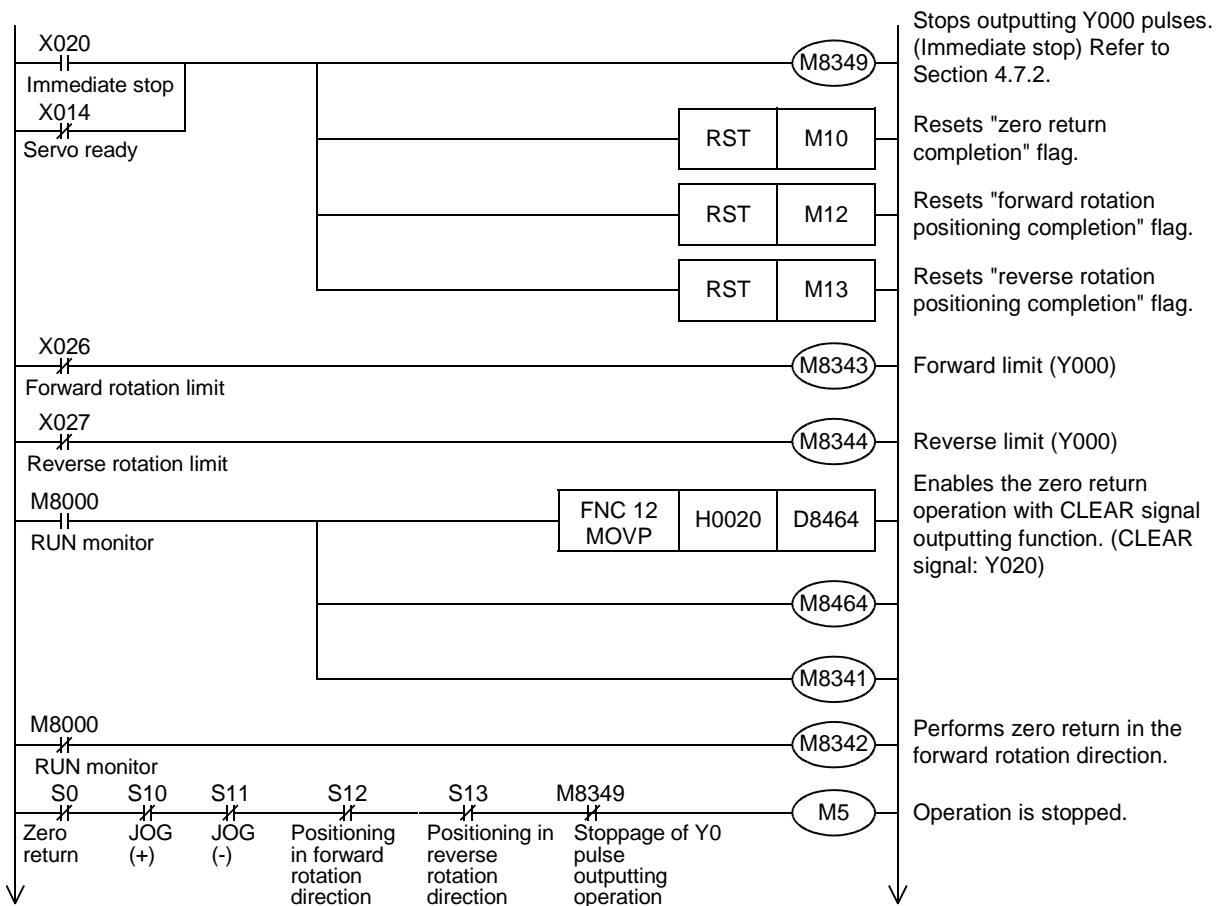 X020
Immediate stop
X014
Servo ready
M8349
Stops outputting Y000 pulses.
(Immediate stop) Refer to
Section 4.7.2.
RST M10
Resets "zero return
completion" flag.
RST M12
Resets "forward rotation
positioning completion" flag.
RST M13
Resets "reverse rotation
positioning completion" flag.
X026
Forward rotation limit
M8343
Forward limit (Y000)
X027
Reverse rotation limit
M8344
Reverse limit (Y000)
M8000
RUN monitor
FNC 12
MOVP
H0020
D8464
Enables the zero return
operation with CLEAR signal
outputting function. (CLEAR
signal: Y020)
M8464
M8341
M8000
RUN monitor
M8342
Performs zero return in the
forward rotation direction.
S0
Zero
return
S10
JOG
(+)
S11
JOG
(-)
S12
Positioning
in forward
rotation
direction
S13
Positioning in
reverse
rotation
direction
M8349
Stoppage of Y0
pulse
outputting
operation
M5
Operation is stopped.